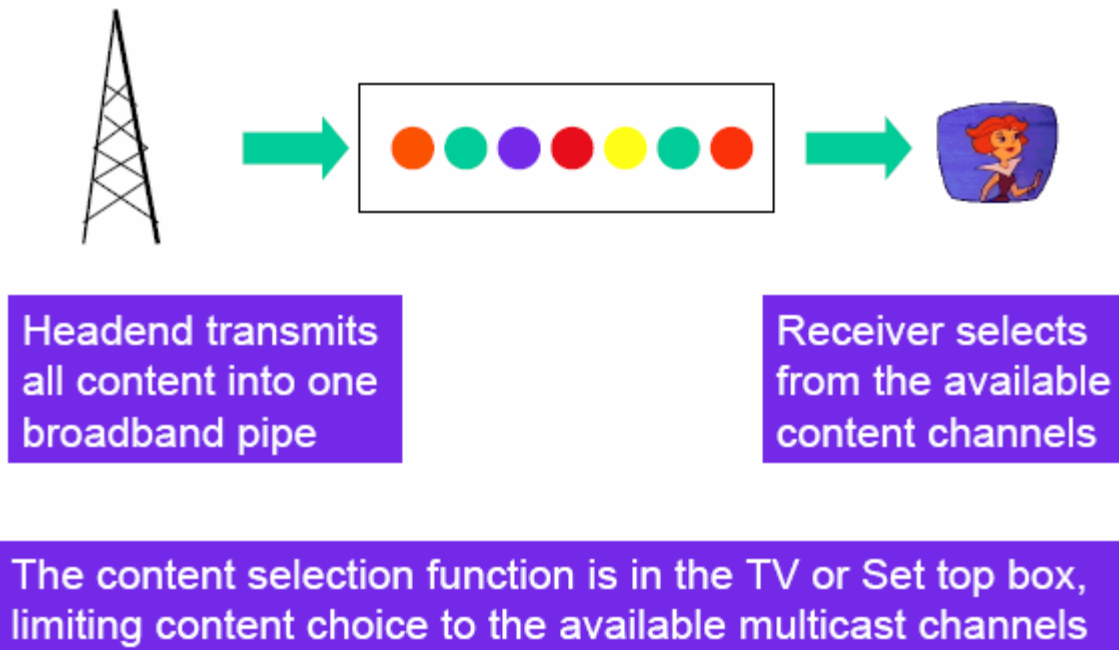 Headend transmits
all content into one
broadband pipe
Receiver selects
from the available
content channels
The content selection function is in the TV or Set top box,
limiting content choice to the available multicast channels